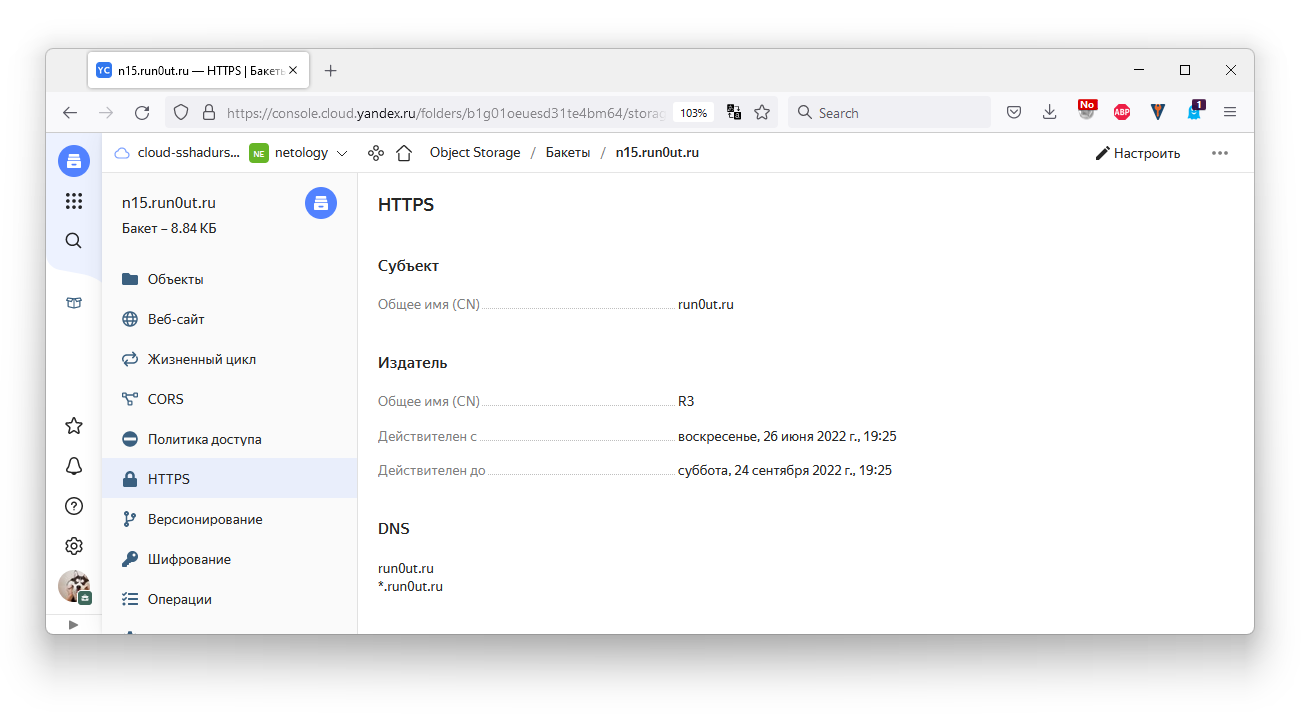 YC n15.run0ut.ru — HTTPS | Бакеть
https://console.cloud.yandex.ru/folders/b1g01oeuesd31te4bm64/storag 103% Search No ABP 1
cloud-sshadurs... NE netology Object Storage / Бакеты / n15.run0ut.ru Настроить
n15.run0ut.ru
Бакет – 8.84 КБ
Объекты
Веб-сайт
Жизненный цикл
CORS
Политика доступа
HTTPS
Версионирование
Шифрование
Операции
HTTPS
Субъект
Общее имя (CN) run0ut.ru
Издатель
Общее имя (CN) R3
Действителен с воскресенье, 26 июня 2022 г., 19:25
Действителен до суббота, 24 сентября 2022 г., 19:25
DNS
run0ut.ru
*.run0ut.ru